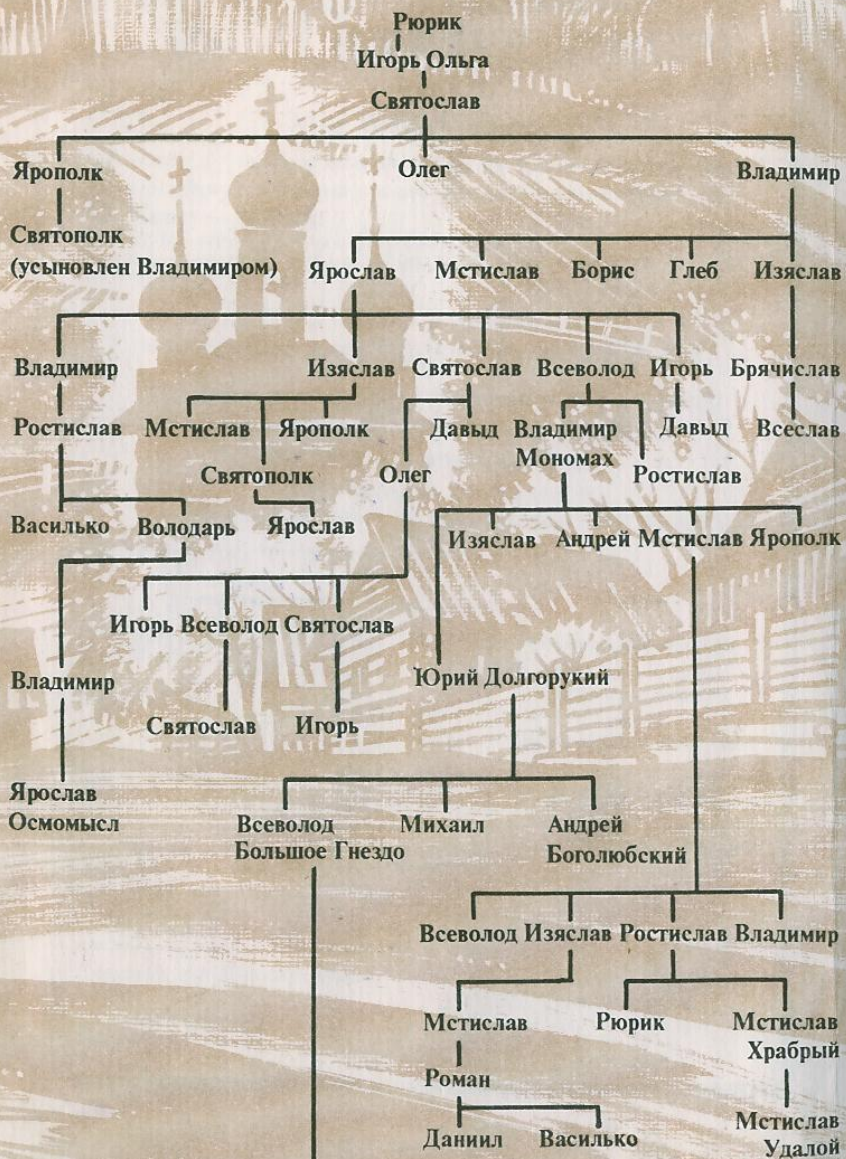 Рюрик
Игорь Ольга
Святослав
Ярополк Олег Владимир
Святополк
(усыновлен Владимиром) Ярослав Мстислав Борис Глеб Изяслав
Владимир Изяслав Святослав Всеволод Игорь Брячислав
Ростислав Мстислав Ярополк Давыд Владимир Давыд Всеслав
Мономах
Святополк Олег Ростислав
Василько Володарь Ярослав
Изяслав Андрей Мстислав Ярополк
Игорь Всеволод Святослав
Владимир Юрий Долгорукий
Святослав Игорь
Ярослав
Осмомысл
Всеволод Михаил Андрей
Большое Гнездо Боголюбский
Всеволод Изяслав Ростислав Владимир
Мстислав Рюрик Мстислав
Храбрый
Роман
Даниил Василько Мстислав
Удалой